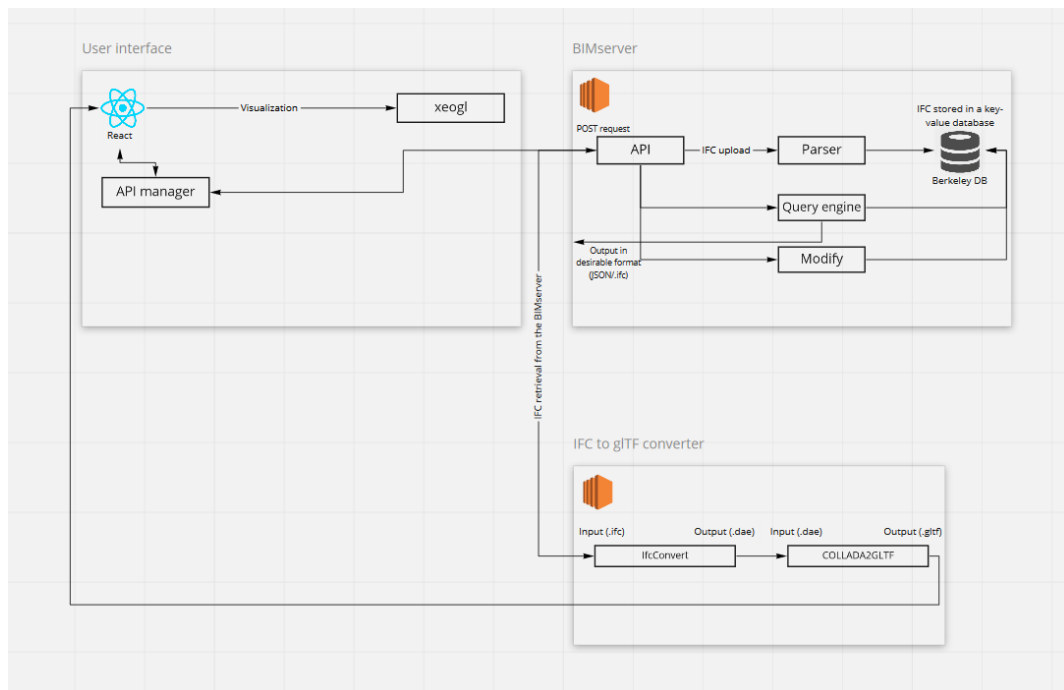 User interface
React
Visualization
xeogl
API manager
BIMserver
POST request
API
IFC upload
Parser
IFC stored in a key-
value database
Berkeley DB
Query engine
Output in
desirable format
(JSON/.ifc)
Modify
IFC retrieval from the BIMserver
IFC to glTF converter
Input (.ifc)
Output (.dae)
Input (.dae)
Output (.gltf)
IfcConvert
COLLADA2GLTF